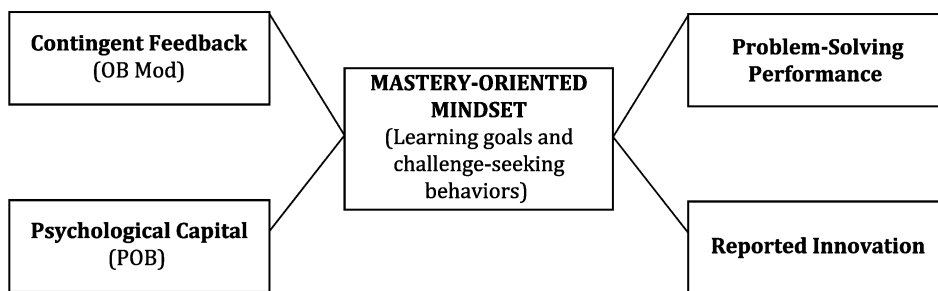 Contingent Feedback
(OB Mod)
Psychological Capital
(POB)
MASTERY-ORIENTED
MINDSET
(Learning goals and
challenge-seeking
behaviors)
Problem-Solving
Performance
Reported Innovation